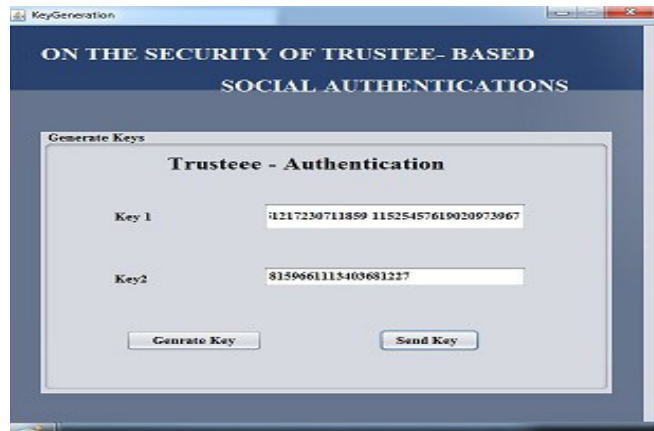 KeyGeneration
ON THE SECURITY OF TRUSTEE- BASED
SOCIAL AUTHENTICATIONS
Generate Keys
Trusteee - Authentication
Key 1 11217230711859 11525457619020973967
Key2 8159661113403681227
Genrate Key Send Key